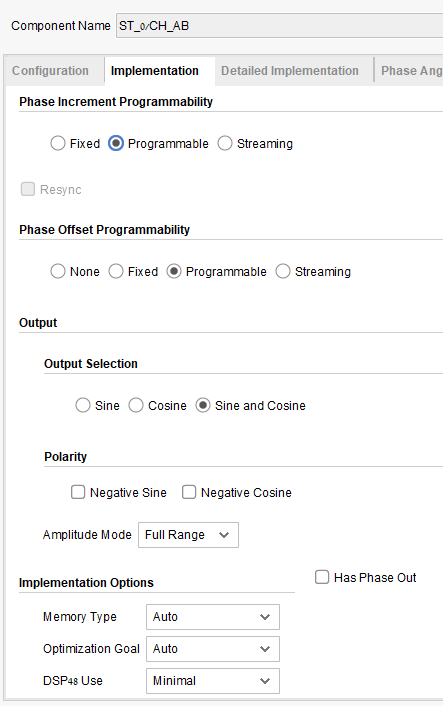 Component Name ST_0/CH_AB
Configuration Implementation Detailed Implementation Phase Ang
Phase Increment Programmability
Fixed Programmable Streaming
Resync
Phase Offset Programmability
None Fixed Programmable Streaming
Output
Output Selection
Sine Cosine Sine and Cosine
Polarity
Negative Sine Negative Cosine
Amplitude Mode Full Range
Has Phase Out
Implementation Options
Memory Type Auto
Optimization Goal Auto
DSP48 Use Minimal